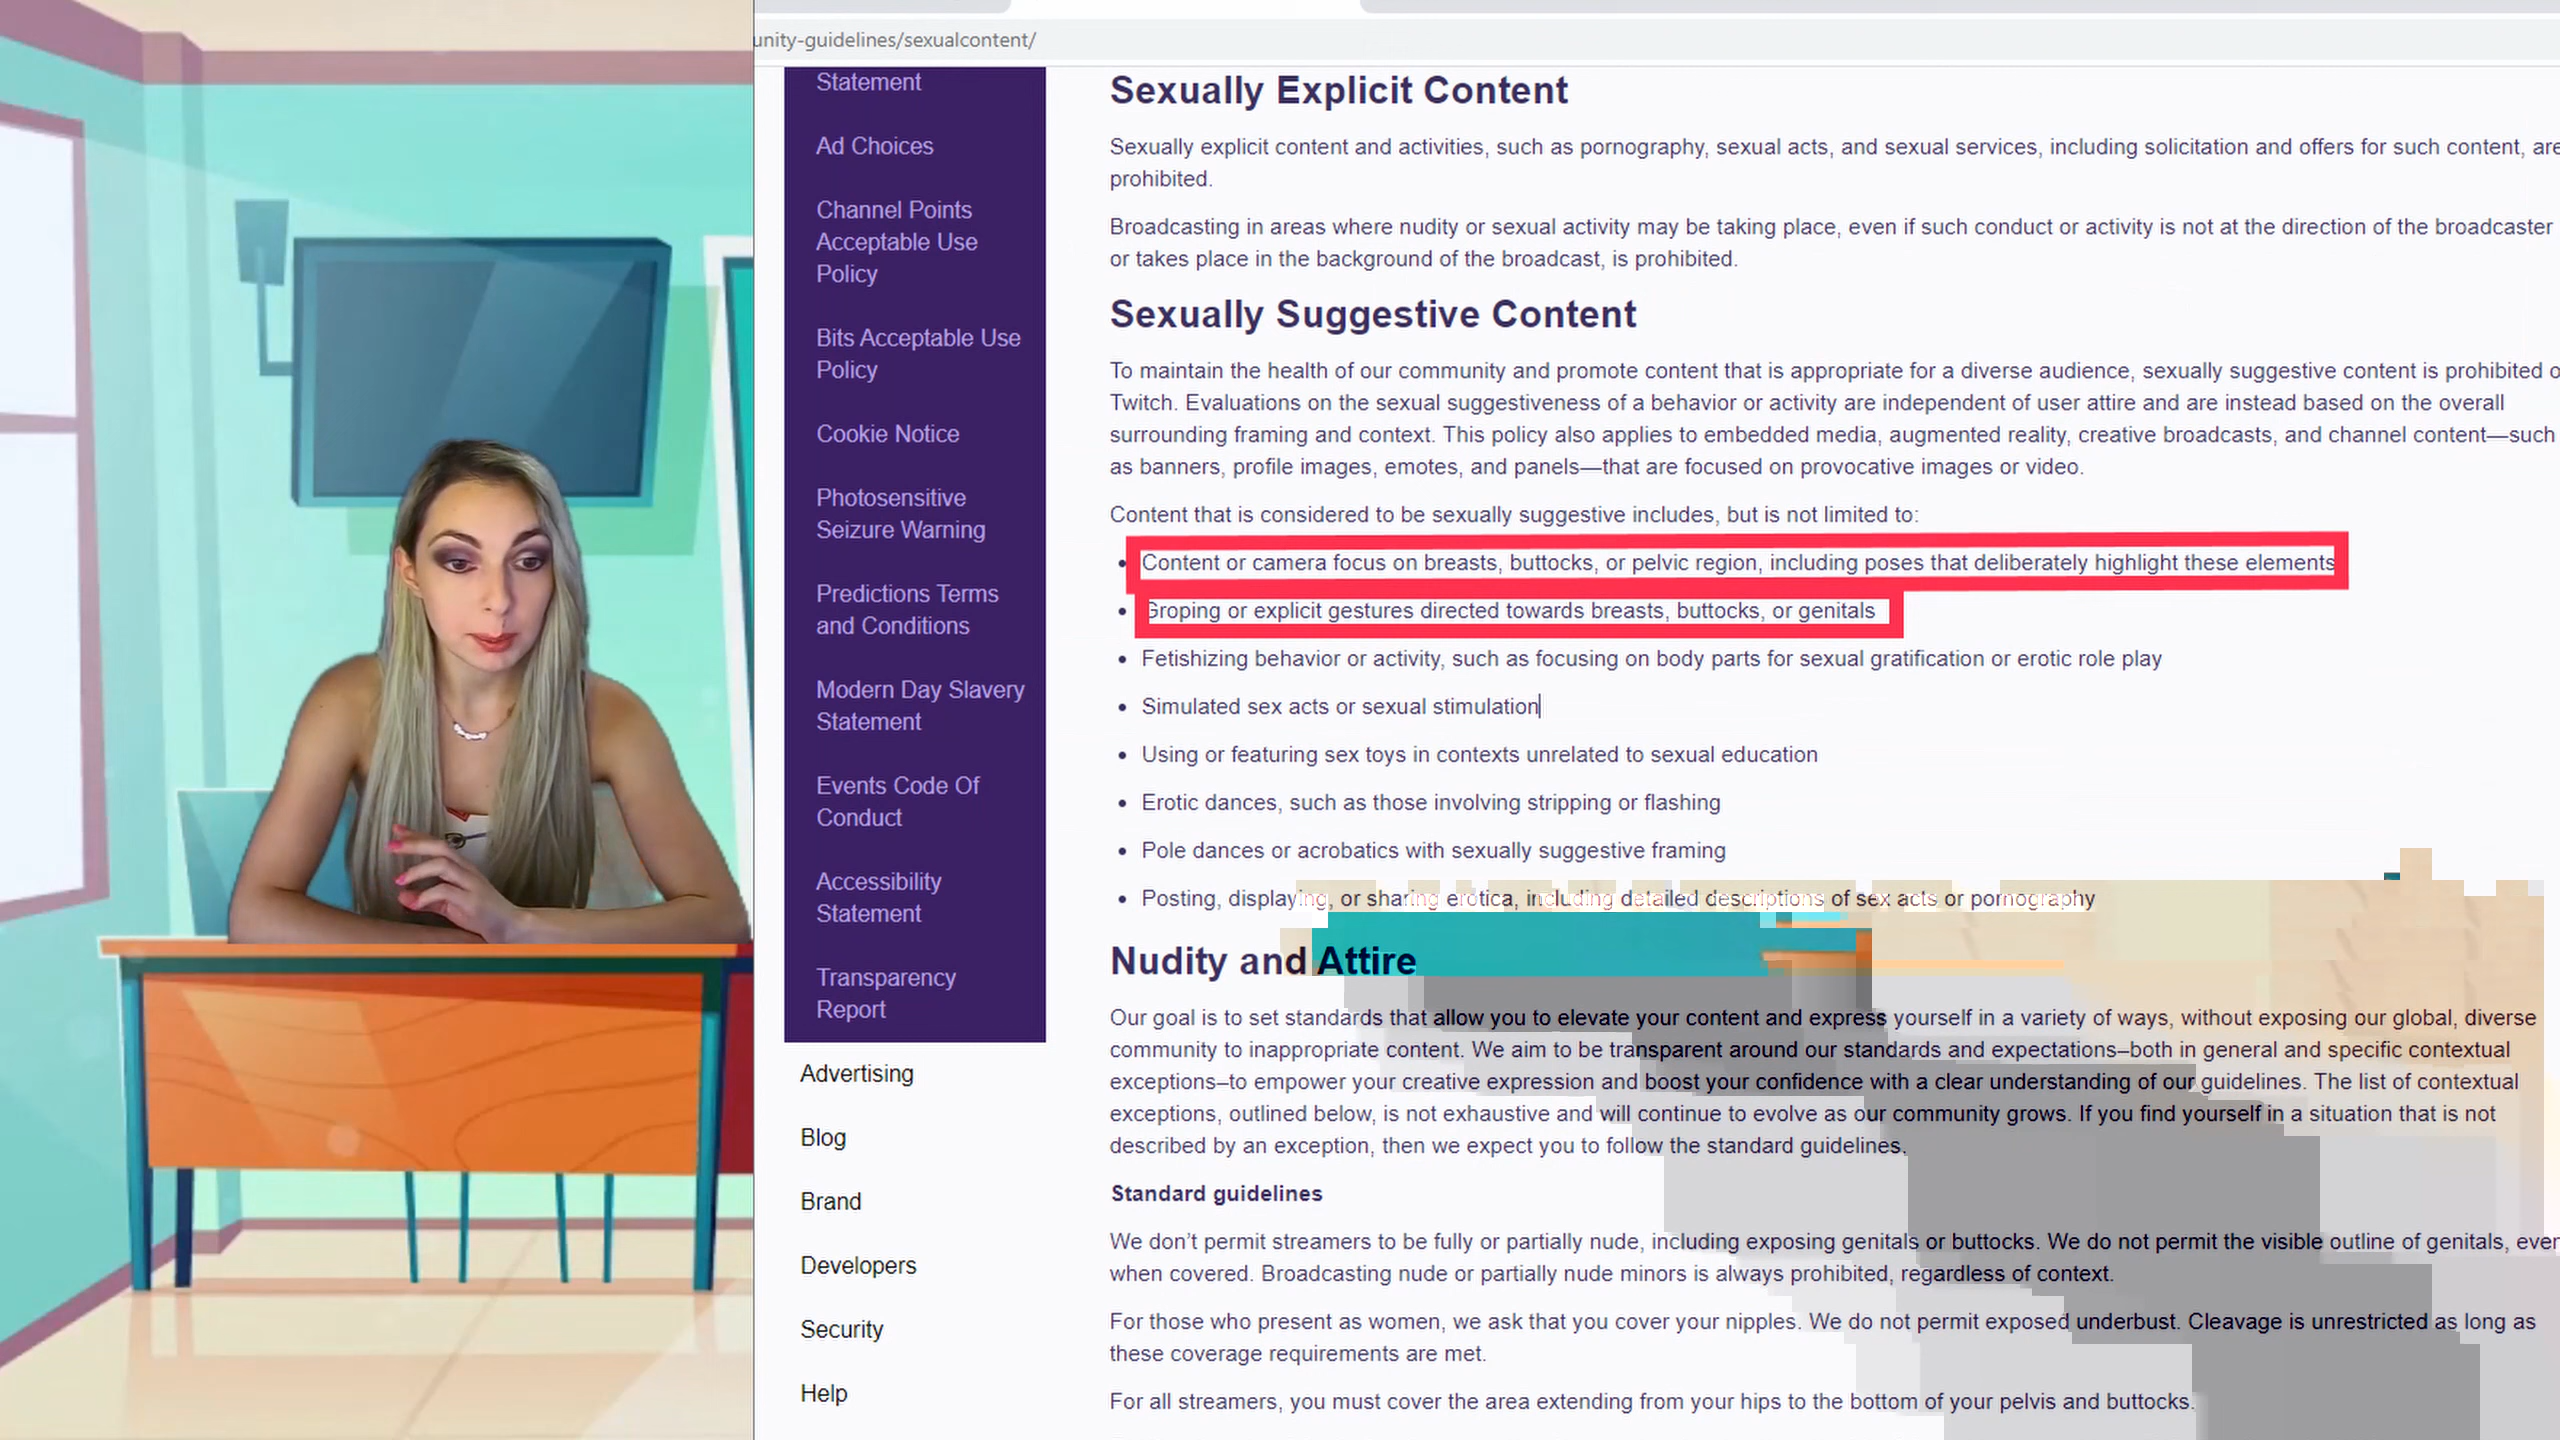 unity-guidelines/sexualcontent/
Statement
Ad Choices
Channel Points
Acceptable Use
Policy
Bits Acceptable Use
Policy
Cookie Notice
Photosensitive
Seizure Warning
Predictions Terms
and Conditions
Modern Day Slavery
Statement
Events Code Of
Conduct
Accessibility
Statement
Transparency
Report
Advertising
Blog
Brand
Developers
Security
Help
Sexually Explicit Content
Sexually explicit content and activities, such as pornography, sexual acts, and sexual services, including solicitation and offers for such content, are
prohibited.
Broadcasting in areas where nudity or sexual activity may be taking place, even if such conduct or activity is not at the direction of the broadcaster
or takes place in the background of the broadcast, is prohibited.
Sexually Suggestive Content
To maintain the health of our community and promote content that is appropriate for a diverse audience, sexually suggestive content is prohibited o
Twitch. Evaluations on the sexual suggestiveness of a behavior or activity are independent of user attire and are instead based on the overall
surrounding framing and context. This policy also applies to embedded media, augmented reality, creative broadcasts, and channel content—such
as banners, profile images, emotes, and panels—that are focused on provocative images or video.
Content that is considered to be sexually suggestive includes, but is not limited to:
• Content or camera focus on breasts, buttocks, or pelvic region, including poses that deliberately highlight these elements
• Groping or explicit gestures directed towards breasts, buttocks, or genitals
• Fetishizing behavior or activity, such as focusing on body parts for sexual gratification or erotic role play
• Simulated sex acts or sexual stimulation
• Using or featuring sex toys in contexts unrelated to sexual education
• Erotic dances, such as those involving stripping or flashing
• Pole dances or acrobatics with sexually suggestive framing
• Posting, displaying, or sharing erotica, including detailed descriptions of sex acts or pornography
Nudity and Attire
Our goal is to set standards that allow you to elevate your content and express yourself in a variety of ways, without exposing our global, diverse
community to inappropriate content. We aim to be transparent around our standards and expectations–both in general and specific contextual
exceptions–to empower your creative expression and boost your confidence with a clear understanding of our guidelines. The list of contextual
exceptions, outlined below, is not exhaustive and will continue to evolve as our community grows. If you find yourself in a situation that is not
described by an exception, then we expect you to follow the standard guidelines.
Standard guidelines
We don't permit streamers to be fully or partially nude, including exposing genitals or buttocks. We do not permit the visible outline of genitals, even
when covered. Broadcasting nude or partially nude minors is always prohibited, regardless of context.
For those who present as women, we ask that you cover your nipples. We do not permit exposed underbust. Cleavage is unrestricted as long as
these coverage requirements are met.
For all streamers, you must cover the area extending from your hips to the bottom of your pelvis and buttocks.